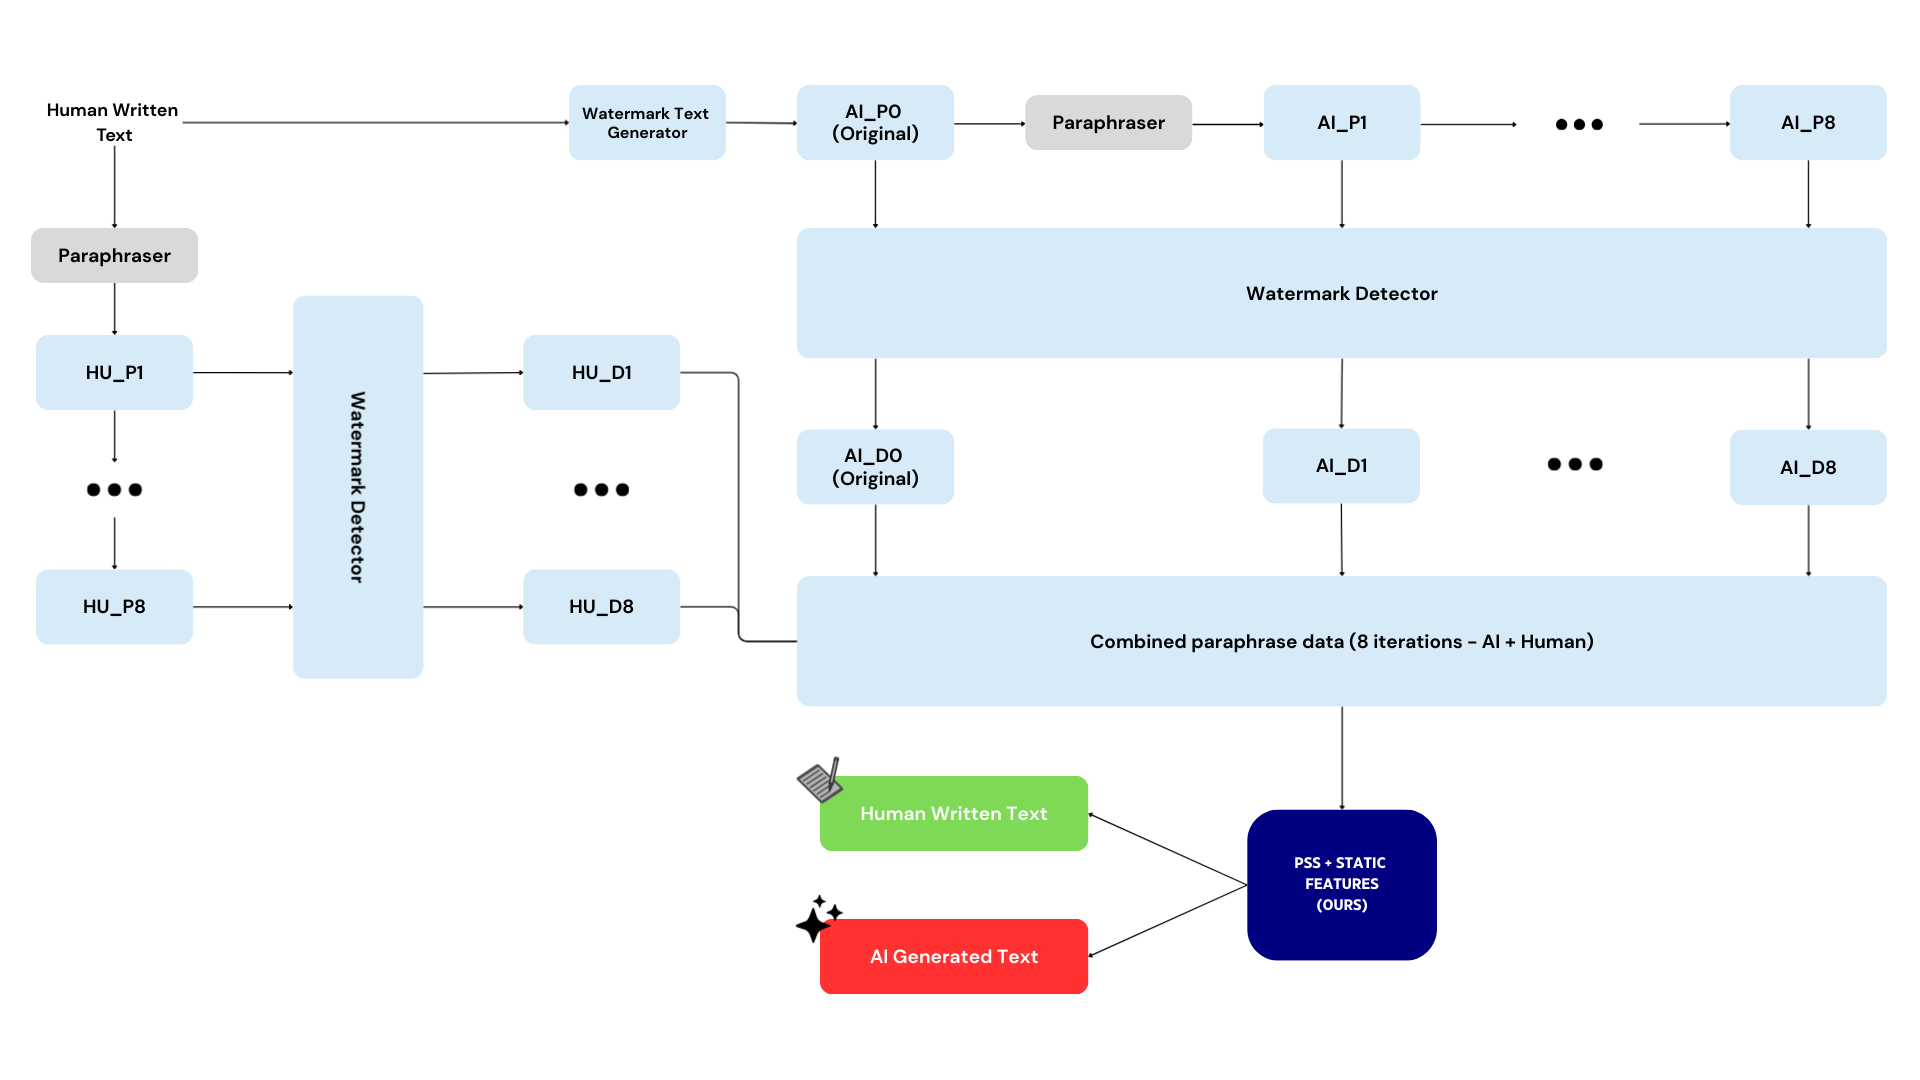 Human Written
Text
Watermark Text
Generator
AI_P0
(Original)
Paraphraser
AI_P1
AI_P8
Paraphraser
Watermark Detector
HU_P1
Watermark Detector
HU_D1
AI_D0
(Original)
AI_D1
AI_D8
HU_P8
HU_D8
Combined paraphrase data (8 iterations - AI + Human)
Human Written Text
PSS + STATIC
FEATURES
(OURS)
AI Generated Text